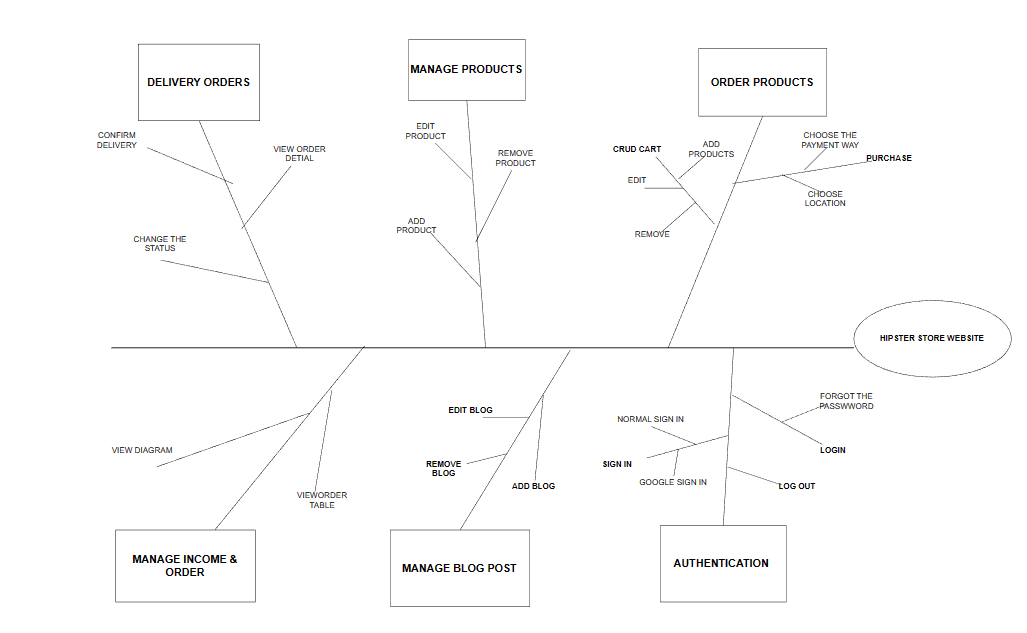 DELIVERY ORDERS
MANAGE PRODUCTS
ORDER PRODUCTS
CONFIRM
DELIVERY
VIEW ORDER
DETIAL
CHANGE THE
STATUS
EDIT
PRODUCT
REMOVE
PRODUCT
ADD
PRODUCT
CRUD CART
ADD
PRODUCTS
EDIT
REMOVE
CHOOSE THE
PAYMENT WAY
PURCHASE
CHOOSE
LOCATION
HIPSTER STORE WEBSITE
VIEW DIAGRAM
VIEWORDER
TABLE
EDIT BLOG
REMOVE
BLOG
ADD BLOG
NORMAL SIGN IN
SIGN IN
GOOGLE SIGN IN
FORGOT THE
PASSWWORD
LOGIN
LOG OUT
MANAGE INCOME &
ORDER
MANAGE BLOG POST
AUTHENTICATION